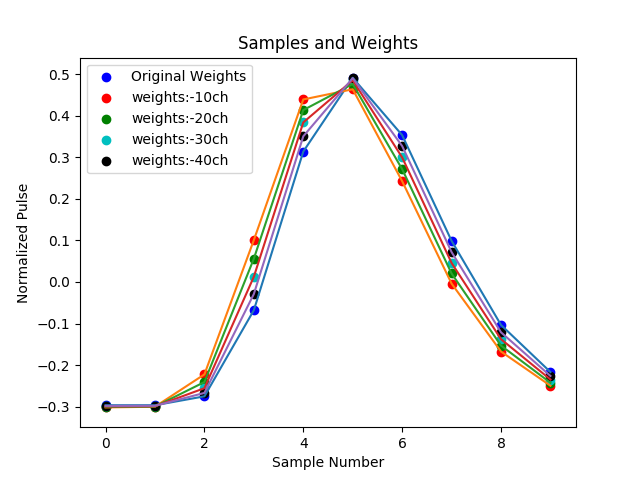 Samples and Weights
Original Weights
weights:-10ch
weights:-20ch
weights:-30ch
weights:-40ch
Normalized Pulse
0.5
0.4
0.3
0.2
0.1
0.0
−0.1
−0.2
−0.3
0 2 4 6 8
Sample Number